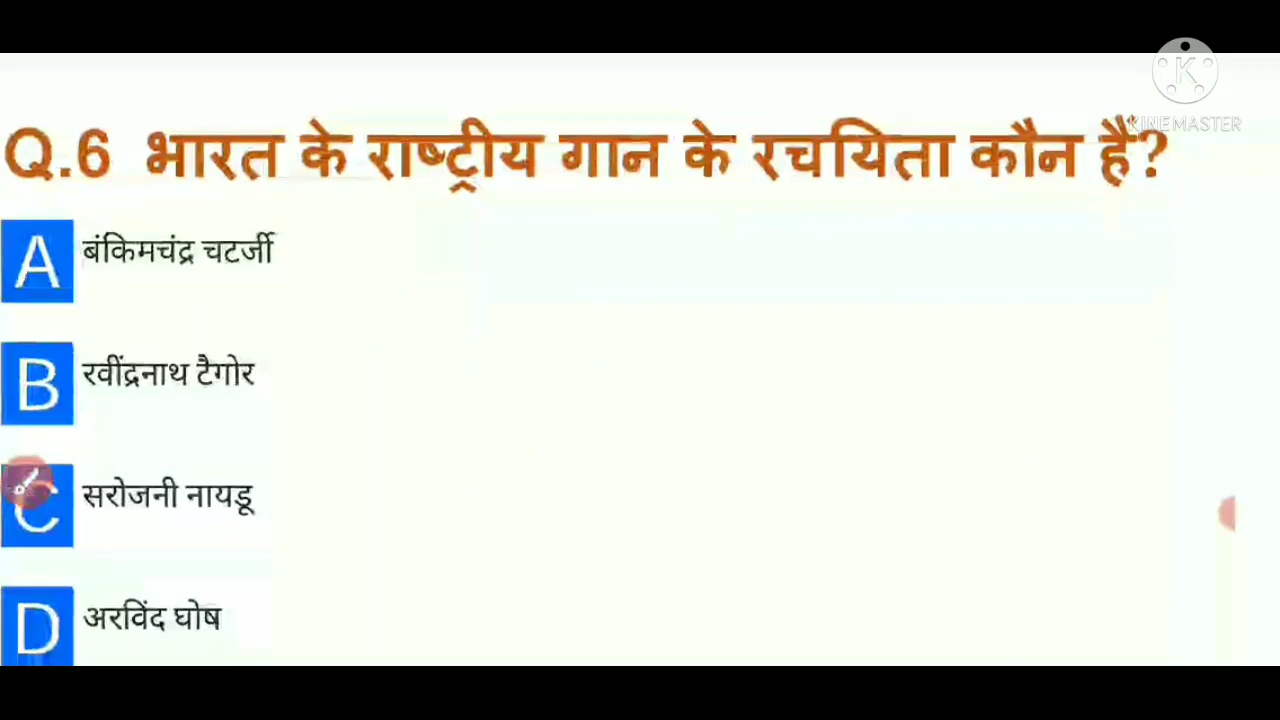 K
KINEMASTER
Q.6 भारत के राष्ट्रीय गान के रचयिता कौन हैं?
A बंकिमचंद्र चटर्जी
B रवींद्रनाथ टैगोर
C सरोजनी नायडू
D अरविंद घोष